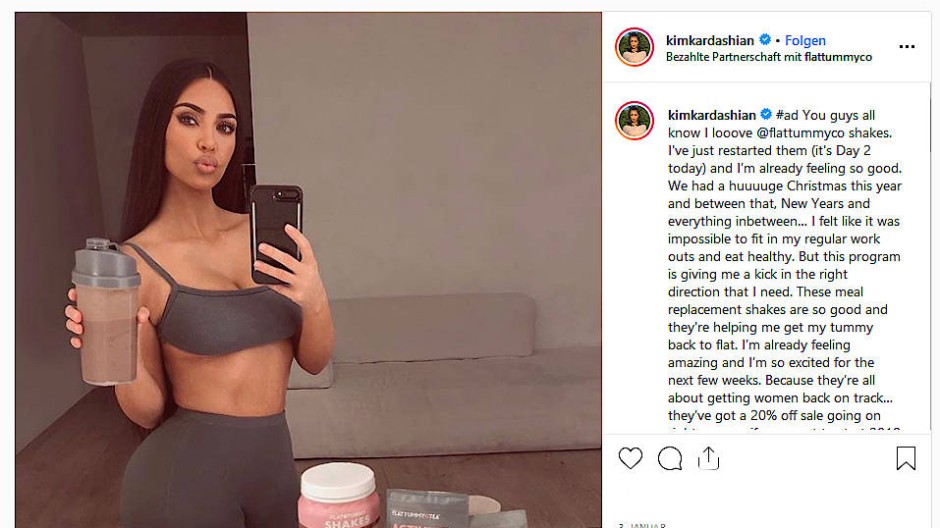 kimkardashian • Folgen
Bezahlte Partnerschaft mit flattummyco
kimkardashian #ad You guys all
know I looove @flattummyco shakes.
I've just restarted them (it's Day 2
today) and I'm already feeling so good.
We had a huuuuge Christmas this year
and between that, New Years and
everything inbetween... I felt like it was
impossible to fit in my regular work
outs and eat healthy. But this program
is giving me a kick in the right
direction that I need. These meal
replacement shakes are so good and
they're helping me get my tummy
back to flat. I'm already feeling
amazing and I'm so excited for the
next few weeks. Because they're all
about getting women back on track...
they've got a 20% off sale going on
SHAKES
FLAT TUMMY TEA
3. JANUAR